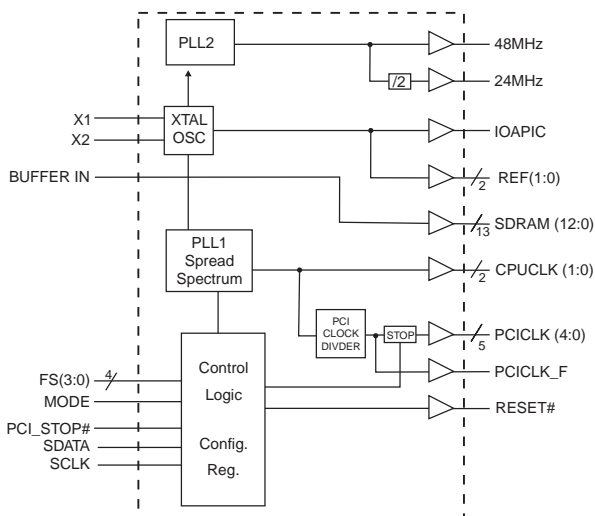 PLL2
48MHz
/2
24MHz
X1
X2
XTAL
OSC
IOAPIC
BUFFER IN
/
2
REF(1:0)
/
13
SDRAM (12:0)
PLL1
Spread
Spectrum
/
2
CPUCLK (1:0)
PCI
CLOCK
DIVDER
STOP
/
5
PCICLK (4:0)
PCICLK_F
Control
Logic
Config.
Reg.
FS(3:0)
4/
MODE
PCI_STOP#
SDATA
SCLK
RESET#